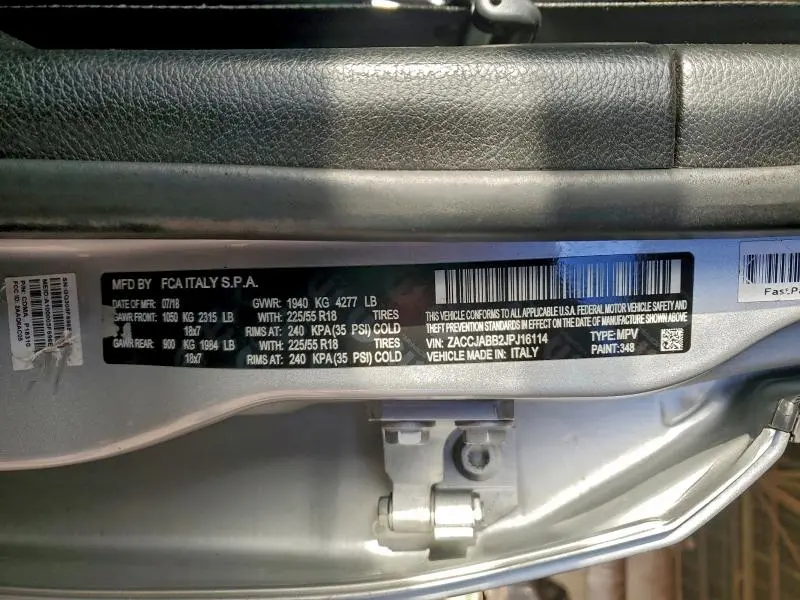 MFD BY FCA ITALY S.P.A.
DATE OF MFD: 07/18 GVWR: 1940 KG 4277 LB
GAWR FRONT: 1050 KG 2315 LB WITH: 225/55 R18 TIRES
18x7 RIMS AT: 240 KPA(35 PSI) COLD
GAWR REAR: 900 KG 1984 LB WITH: 225/55 R18 TIRES
18x7 RIMS AT: 240 KPA(35 PSI) COLD
THIS VEHICLE CONFORMS TO ALL APPLICABLE U.S.A. FEDERAL MOTOR VEHICLE SAFETY
BUMPER, AND THEFT PREVENTION STANDARDS IN EFFECT ON THE DATE OF MFR SHOWN ABOVE.
VIN: ZACCJABB2JPJ16114 TYPE: MPV
VEHICLE MADE IN: ITALY PAINT: 348
P/N: CDMA_P18310
FastPa